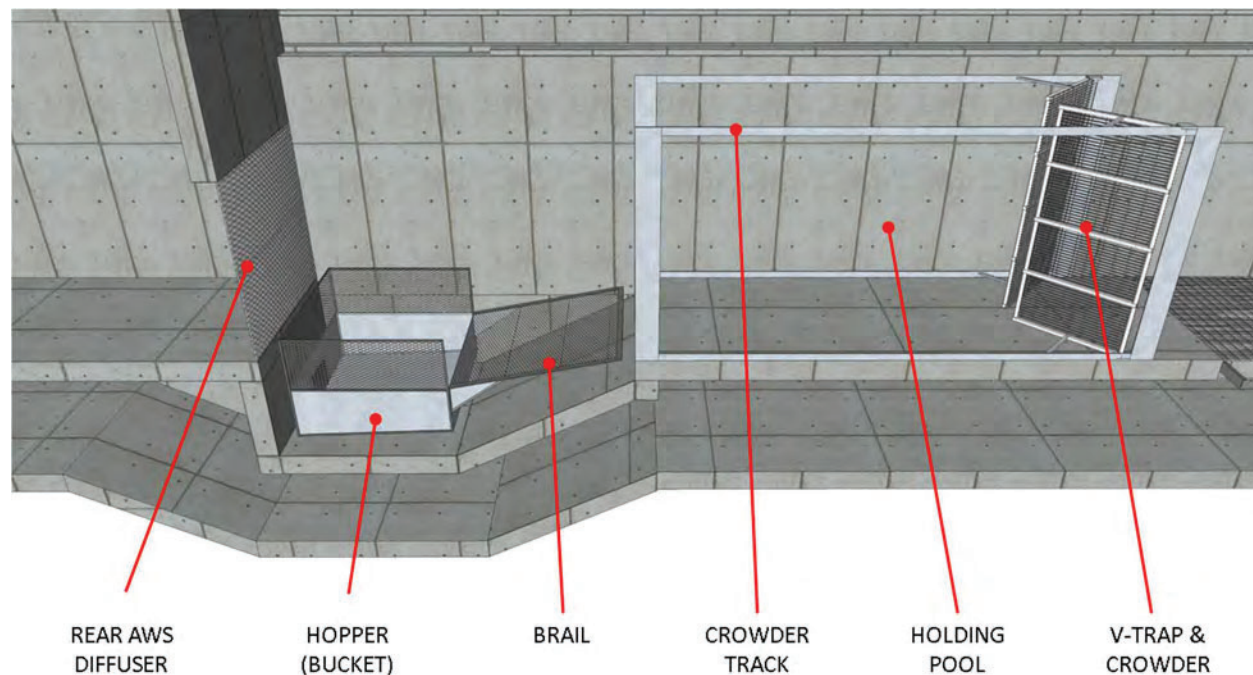 REAR AWS
DIFFUSER
HOPPER
(BUCKET)
BRAIL
CROWDER
TRACK
HOLDING
POOL
V-TRAP &
CROWDER